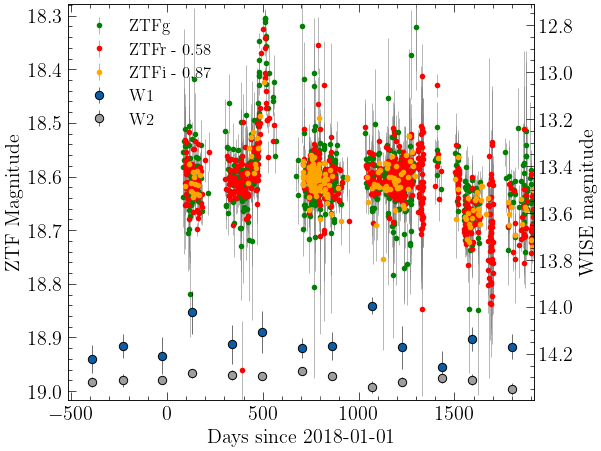 ZTFg
ZTFr - 0.58
ZTFi - 0.87
W1
W2
18.3
18.4
18.5
18.6
18.7
18.8
18.9
19.0
ZTF Magnitude
12.8
13.0
13.2
13.4
13.6
13.8
14.0
14.2
WISE magnitude
−500
0
500
1000
1500
Days since 2018-01-01